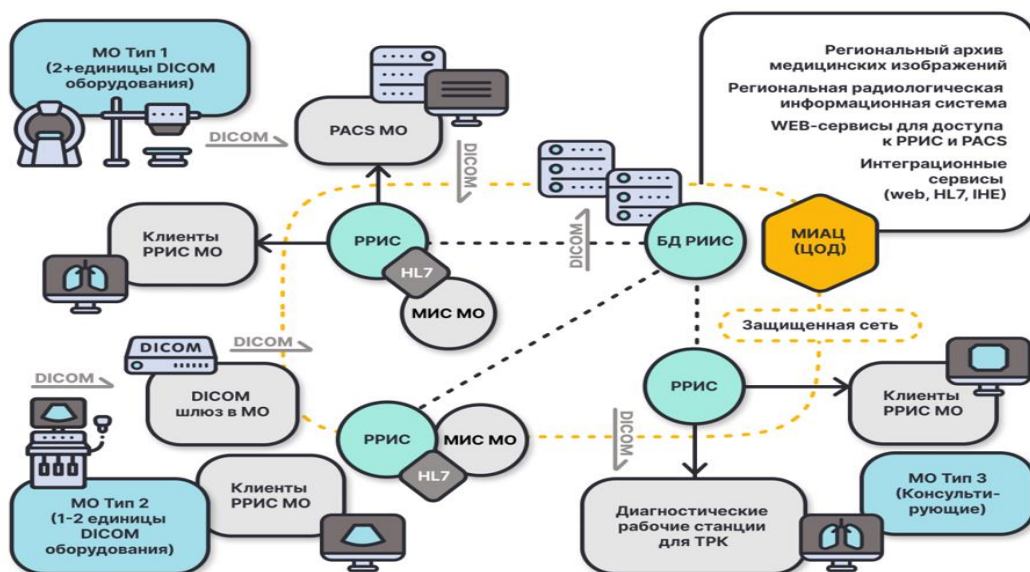 МО Тип 1
(2+единицы DICOM
оборудования)
DICOM
PACS МО
DICOM
Региональный архив
медицинских изображений
Региональная радиологическая
информационная система
WEB-сервисы для доступа
к РРИС и PACS
Интеграционные
сервисы
(web, HL7, IHE)
Клиенты
РРИС МО
РРИС
HL7
МИС МО
DICOM
БД РИИС
МИАЦ
(ЦОД)
Защищенная сеть
DICOM
DICOM
DICOM
DICOM
шлюз в МО
РРИС
МИС МО
HL7
РРИС
Клиенты
РРИС МО
DICOM
МО Тип 2
(1-2 единицы
DICOM
оборудования)
Клиенты
РРИС МО
Диагностические
рабочие станции
для ТРК
МО Тип 3
(Консульти-
рующие)